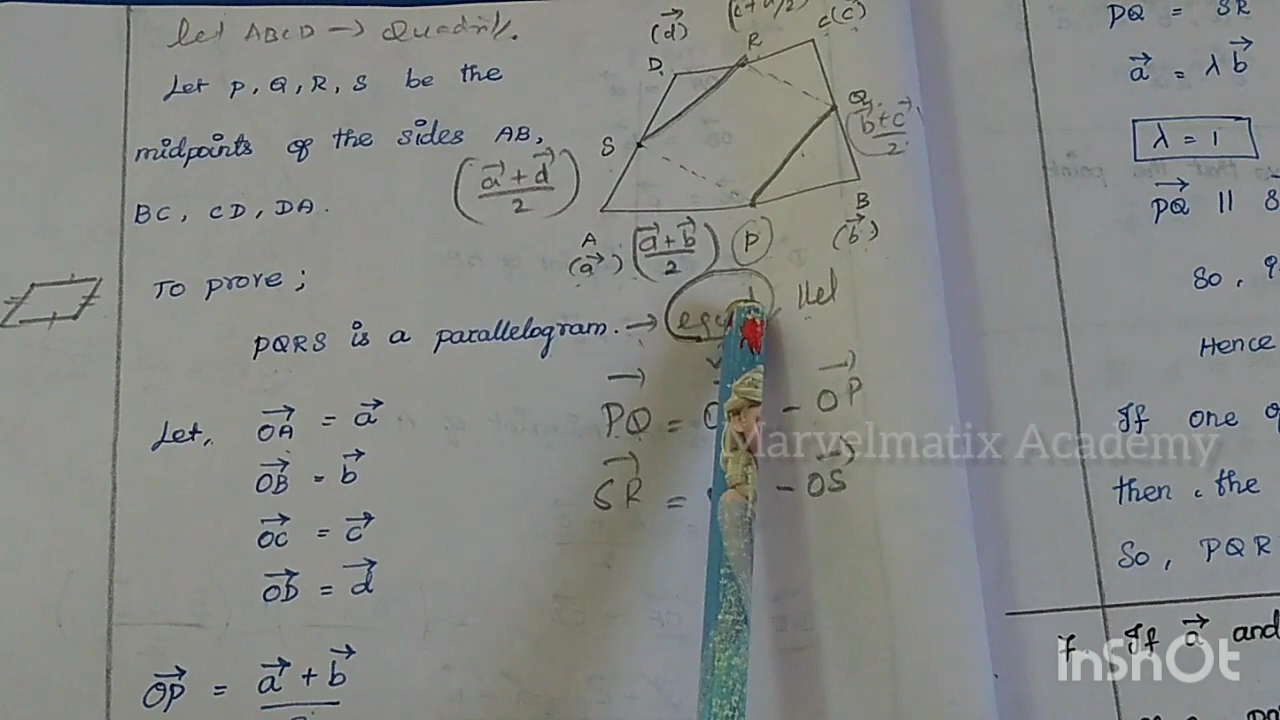 Let ABCD → Quadril.
Let P, Q, R, S be the
midpoints of the sides AB,
BC, CD, DA.
To prove;
PQRS is a parallelogram. →
Let, OA→ = a→
OB→ = b→
OC→ = c→
OD→ = d→
OP→ = a→ + b→
(d→)
D
R
C(c→)
Q
(b→ + c→)/2
S
(a→ + d→)/2
A
(a→)
(a→ + b→)/2
P
B
(b→)
||el
PQ→ = - OP→
SR→ = - OS→
Marvelmatix Academy
PQ = SR
a→ = λ b→
λ = 1
PQ→ ||
So,
Hence
If one
then, the
So, PQR
7. If a→ and
InShOt